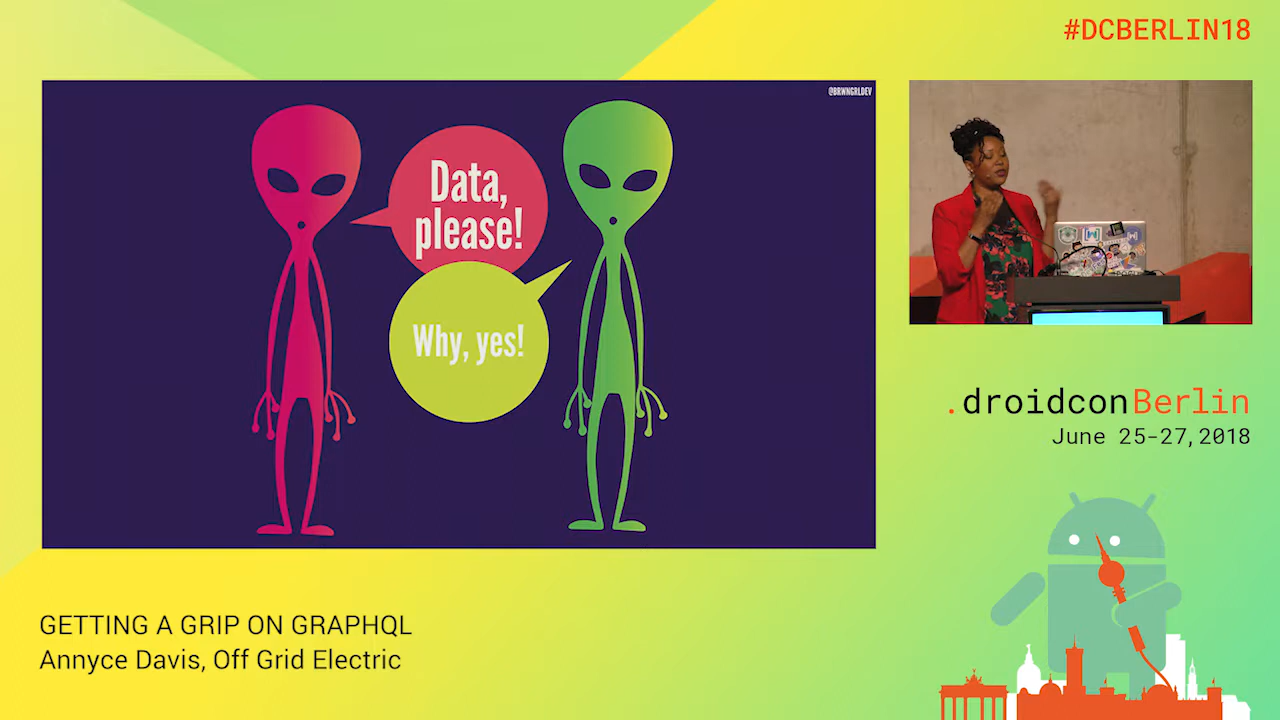 #DCBERLIN18
@BRWNGRLDEV
Data,
please!
Why, yes!
.droidconBerlin
June 25-27, 2018
GETTING A GRIP ON GRAPHQL
Annyce Davis, Off Grid Electric